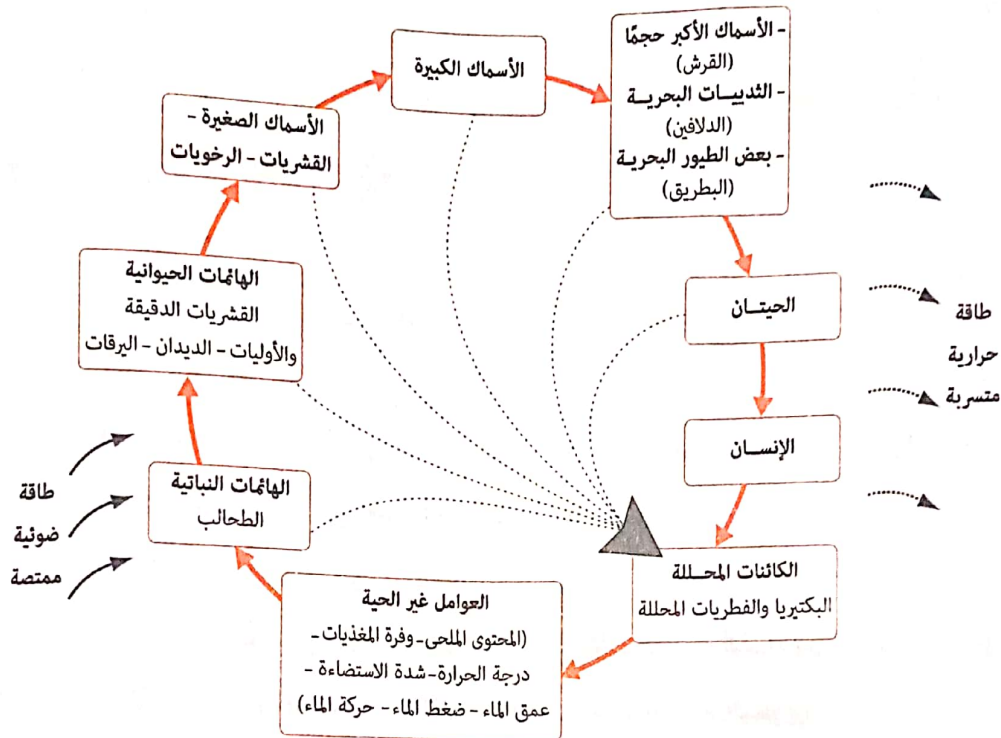 - الأسماك الأكبر حجمًا
(القرش)
- الثدييات البحرية
(الدلافين)
- بعض الطيور البحرية
(البطريق)
الأسماك الكبيرة
الأسماك الصغيرة -
القشريات - الرخويات
الهائمات الحيوانية
القشريات الدقيقة
والأوليات - الديدان - اليرقات
الحيتان
طاقة
حرارية
متسربة
الإنسان
الهائمات النباتية
الطحالب
طاقة
ضوئية
ممتصة
الكائنات المحللة
البكتيريا والفطريات المحللة
العوامل غير الحية
(المحتوى الملحى - وفرة المغذيات -
درجة الحرارة - شدة الاستضاءة -
عمق الماء - ضغط الماء - حركة الماء)